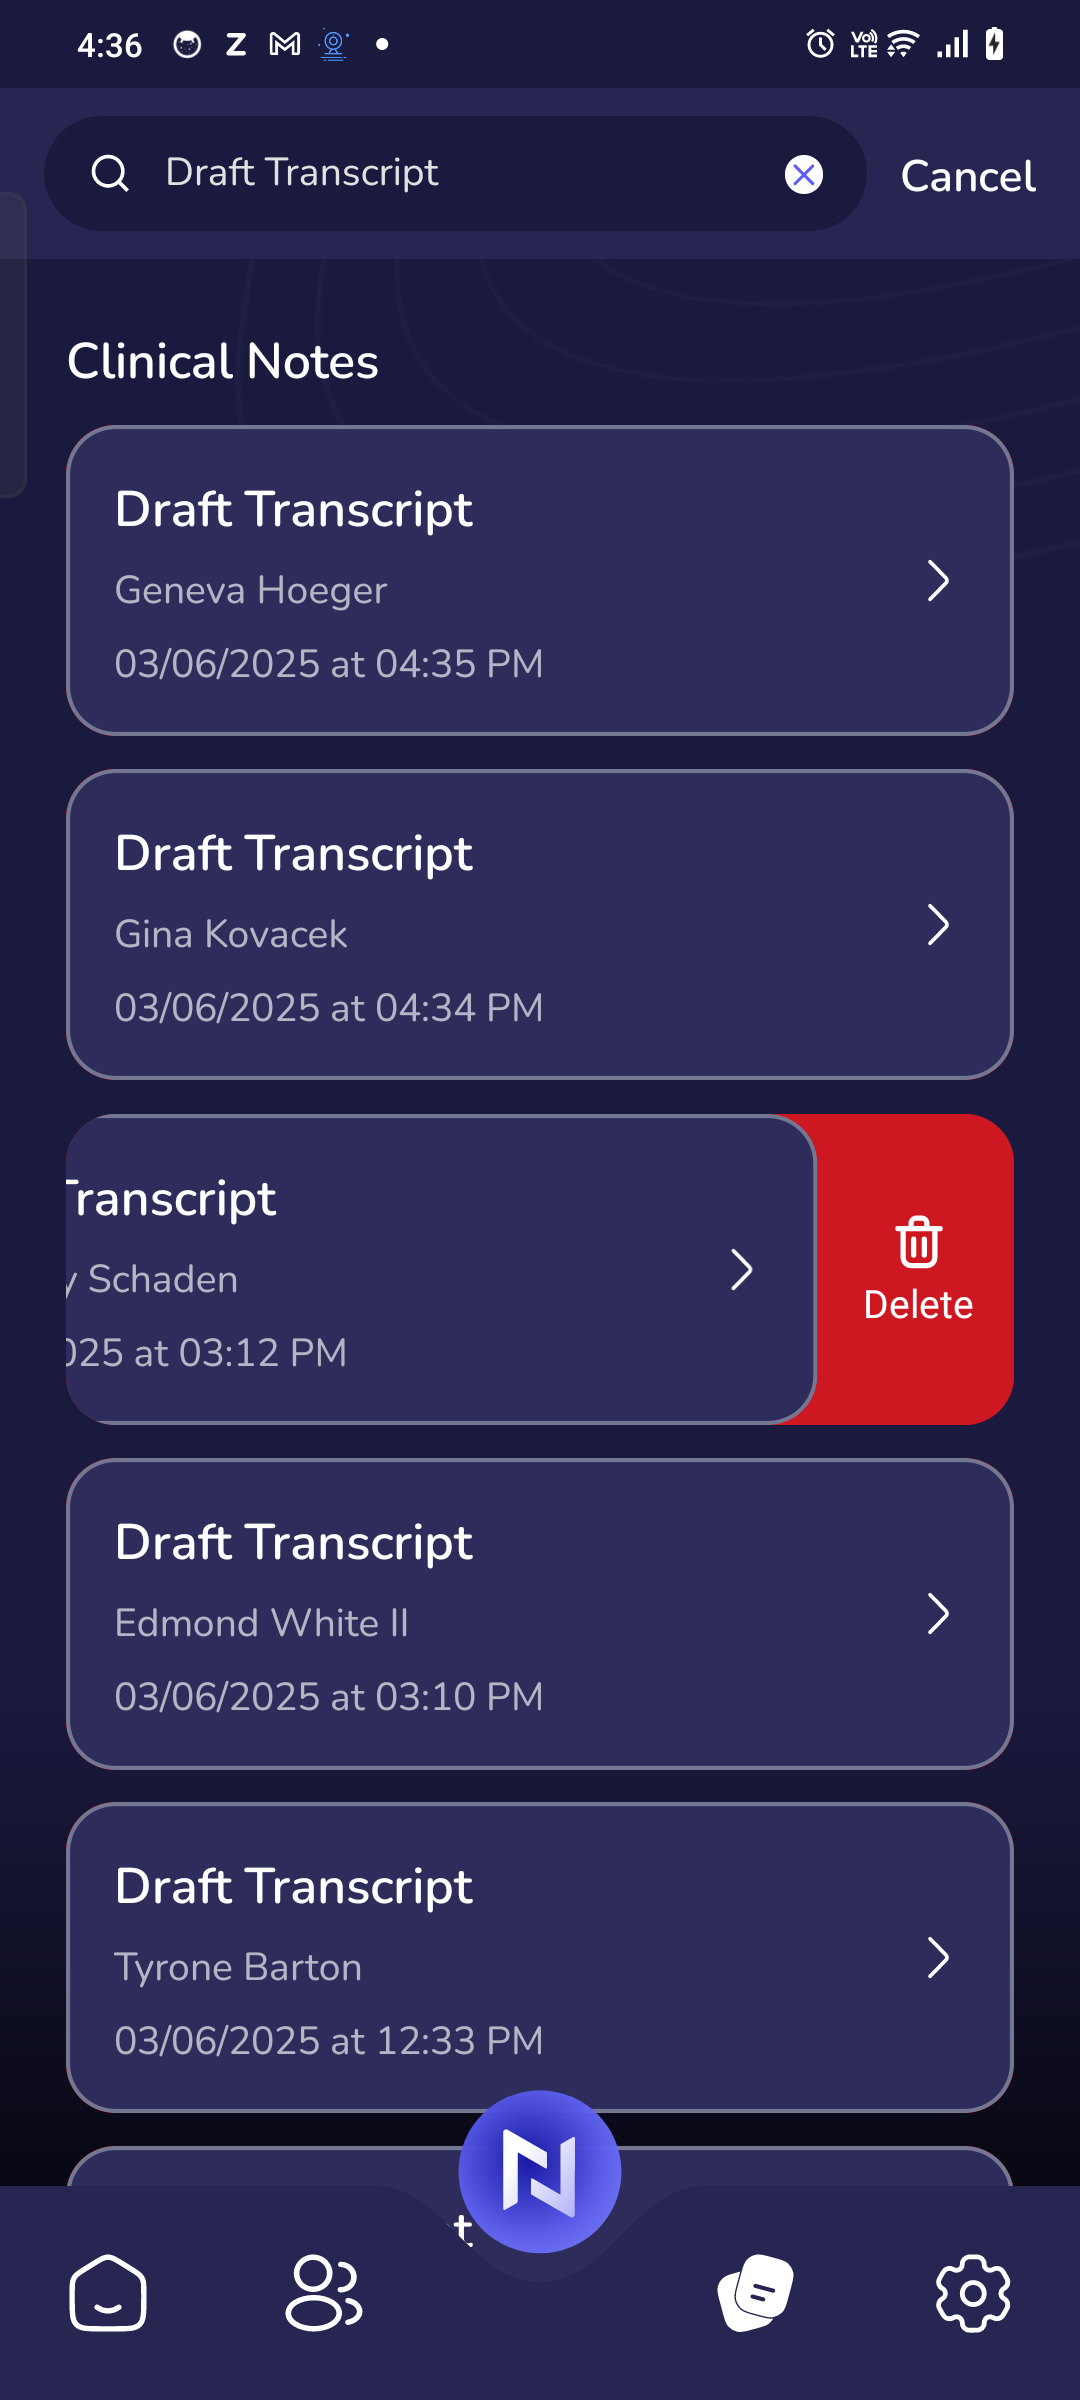 4:36
Draft Transcript
Cancel
Clinical Notes
Draft Transcript
Geneva Hoeger
03/06/2025 at 04:35 PM
Draft Transcript
Gina Kovacek
03/06/2025 at 04:34 PM
Transcript
y Schaden
025 at 03:12 PM
Delete
Draft Transcript
Edmond White II
03/06/2025 at 03:10 PM
Draft Transcript
Tyrone Barton
03/06/2025 at 12:33 PM
t